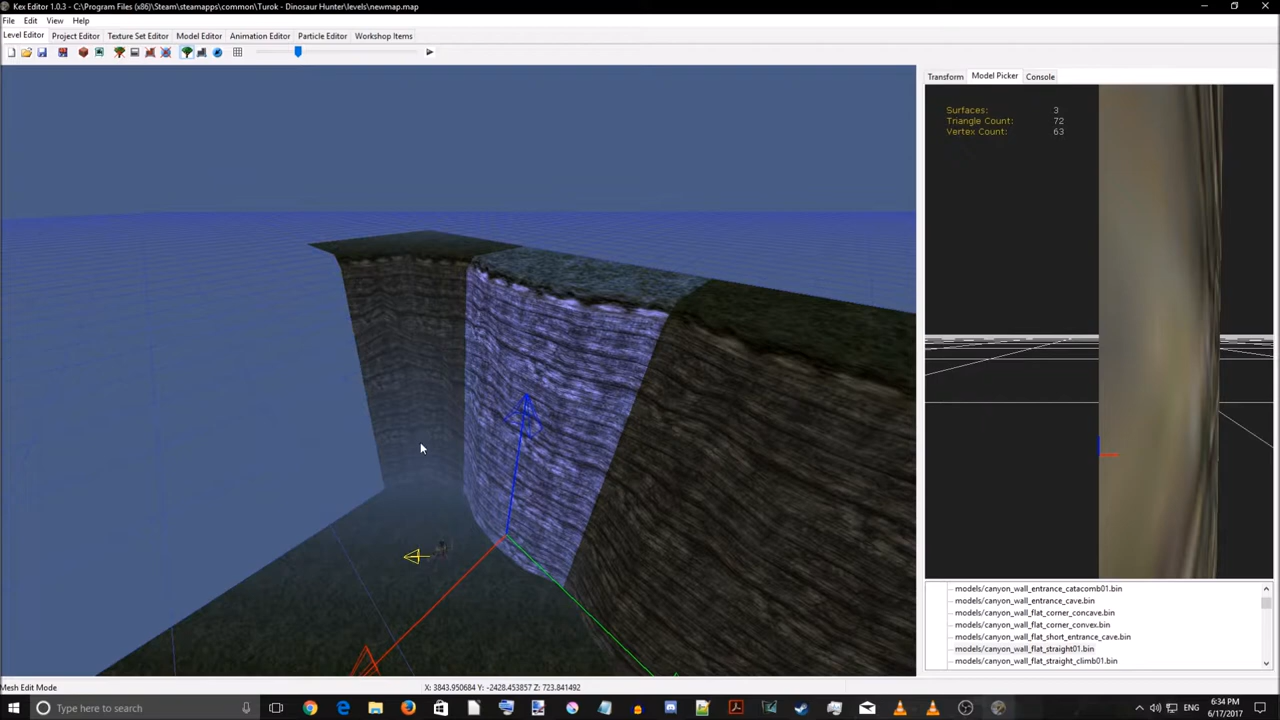 Kex Editor 1.0.3 - C:\Program Files (x86)\Steam\steamapps\common\Turok - Dinosaur Hunter\levels\newmap.map
File Edit View Help
Level Editor Project Editor Texture Set Editor Model Editor Animation Editor Particle Editor Workshop Items
Transform Model Picker Console
Surfaces: 3
Triangle Count: 72
Vertex Count: 63
models/canyon_wall_entrance_catacomb01.bin
models/canyon_wall_entrance_cave.bin
models/canyon_wall_flat_corner_concave.bin
models/canyon_wall_flat_corner_convex.bin
models/canyon_wall_flat_short_entrance_cave.bin
models/canyon_wall_flat_straight01.bin
models/canyon_wall_flat_straight_climb01.bin
Mesh Edit Mode X: 3843.950684 Y: -2428.453857 Z: 723.841492
Type here to search
ENG
6:34 PM
6/17/2017